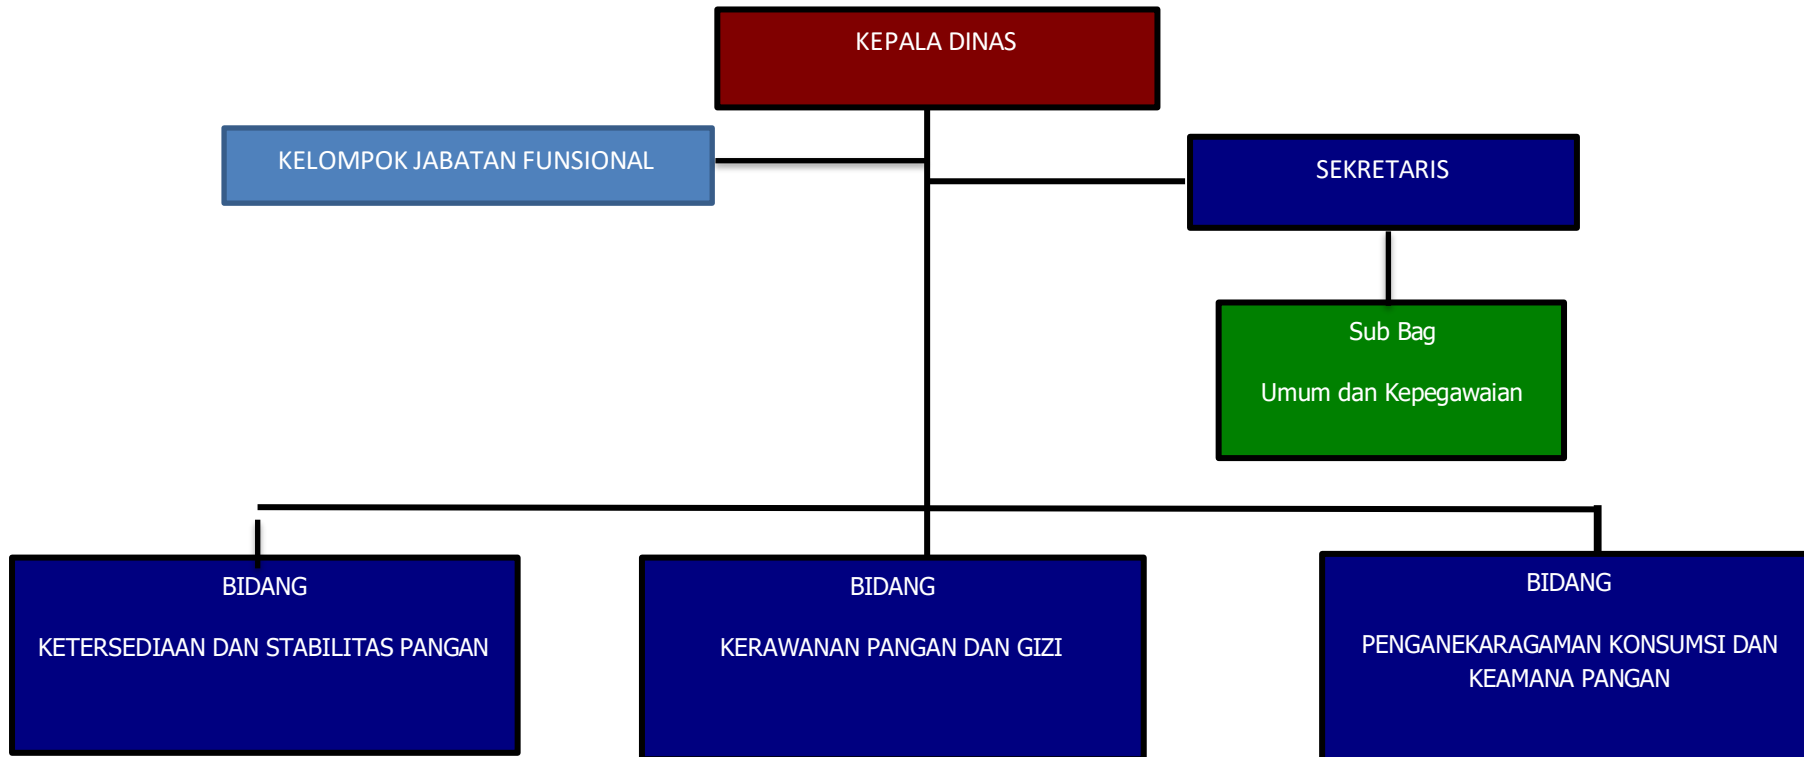 KEPALA DINAS
KELOMPOK JABATAN FUNSIONAL
SEKRETARIS
Sub Bag
Umum dan Kepegawaian
BIDANG
KETERSEDIAAN DAN STABILITAS PANGAN
BIDANG
KERAWANAN PANGAN DAN GIZI
BIDANG
PENGANEKARAGAMAN KONSUMSI DAN
KEAMANA PANGAN